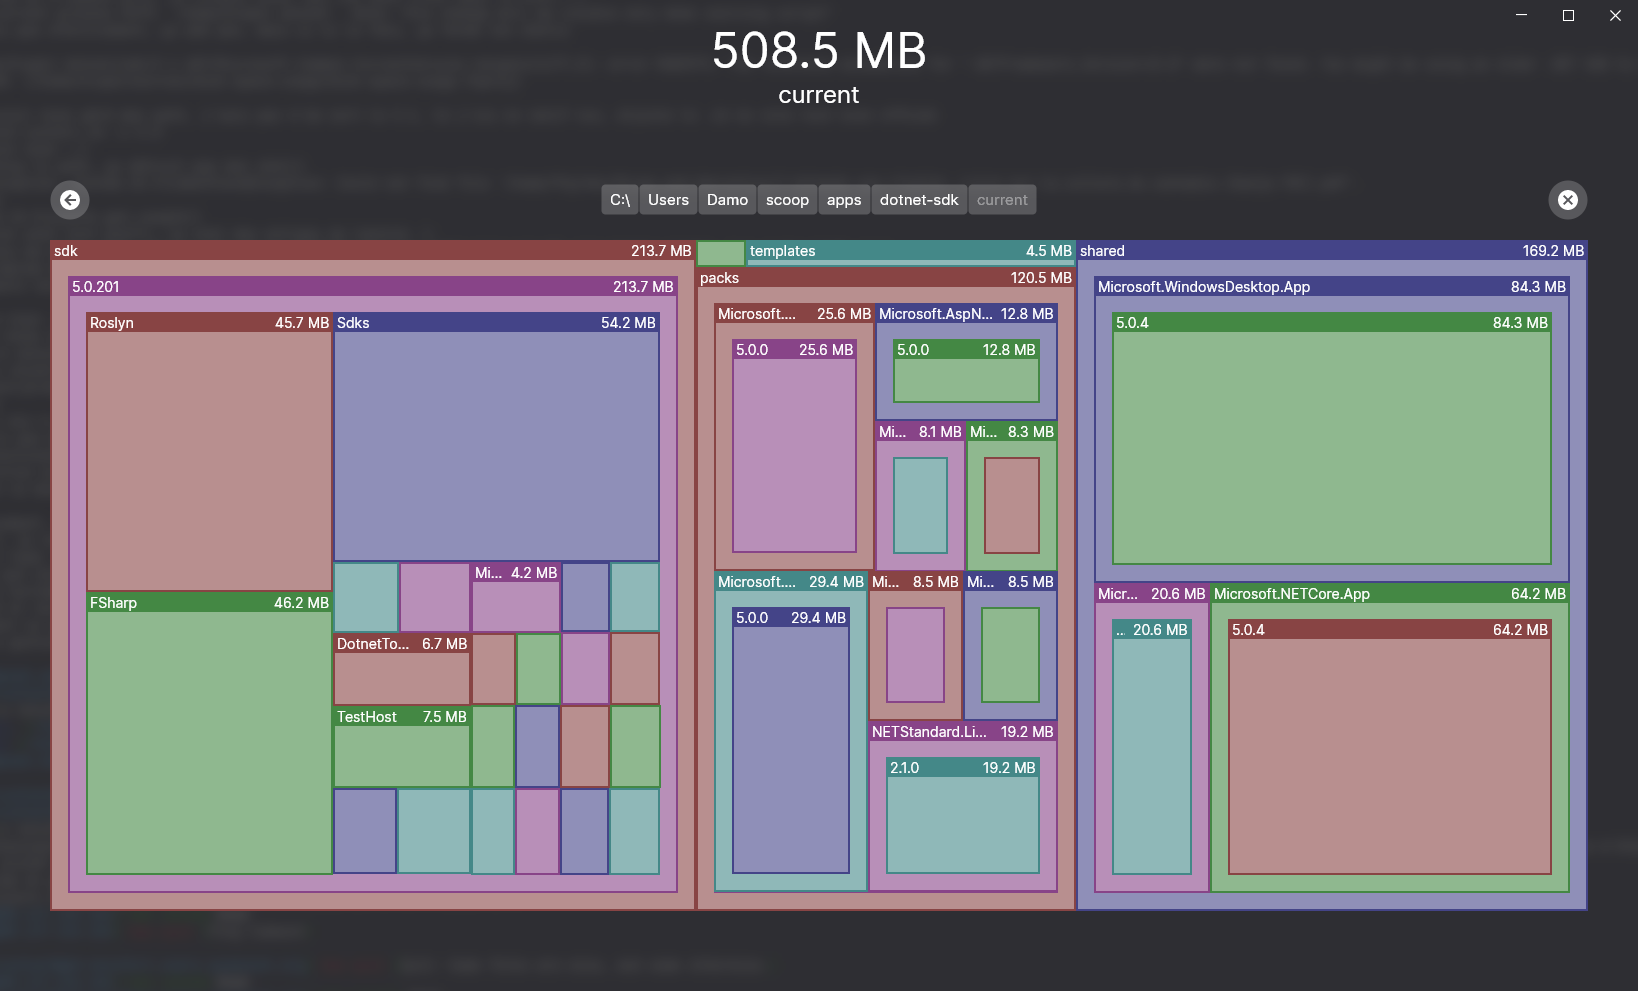 508.5 MB
current
C:\ Users Damo scoop apps dotnet-sdk current
sdk 213.7 MB
5.0.201 213.7 MB
Roslyn 45.7 MB
Sdks 54.2 MB
FSharp 46.2 MB
Mi... 4.2 MB
DotnetTo... 6.7 MB
TestHost 7.5 MB
templates 4.5 MB
packs 120.5 MB
Microsoft.... 25.6 MB
5.0.0 25.6 MB
Microsoft.AspN... 12.8 MB
5.0.0 12.8 MB
Mi... 8.1 MB
Mi... 8.3 MB
Microsoft.... 29.4 MB
5.0.0 29.4 MB
Mi... 8.5 MB
Mi... 8.5 MB
NETStandard.Li... 19.2 MB
2.1.0 19.2 MB
shared 169.2 MB
Microsoft.WindowsDesktop.App 84.3 MB
5.0.4 84.3 MB
Micr... 20.6 MB
... 20.6 MB
Microsoft.NETCore.App 64.2 MB
5.0.4 64.2 MB